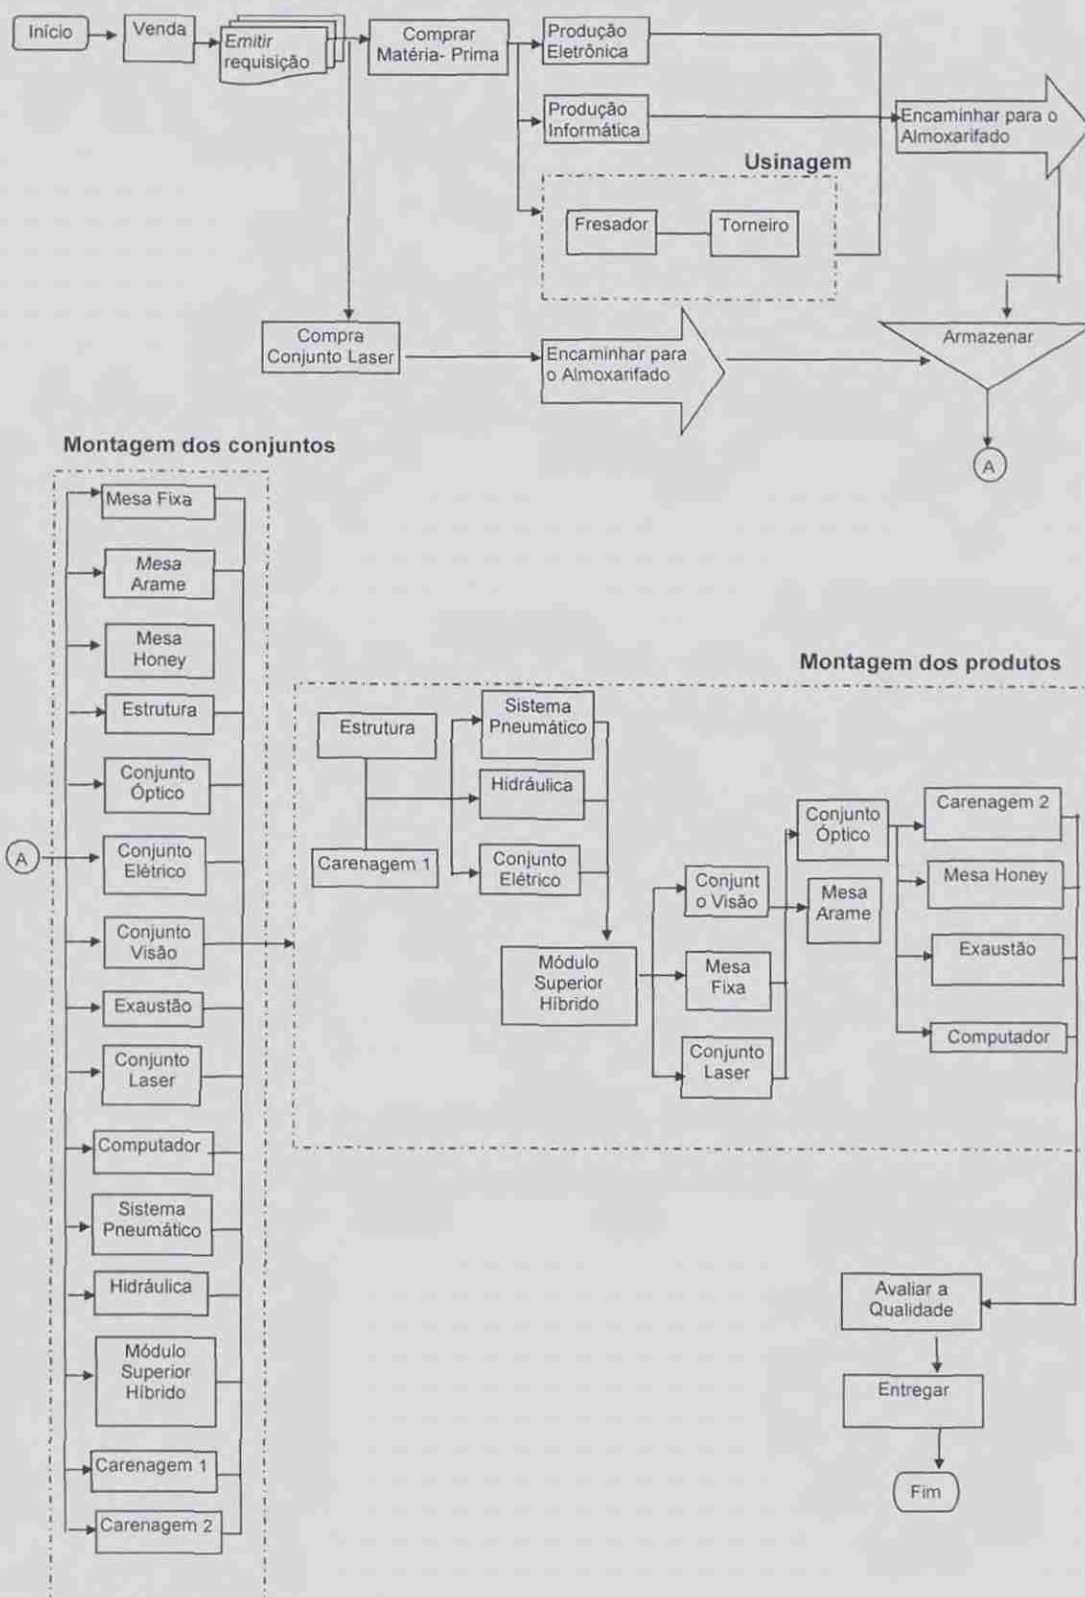 Início
Venda
Emitir
requisição
Comprar
Matéria- Prima
Produção
Eletrônica
Produção
Informática
Encaminhar para o
Almoxarifado
Usinagem
Fresador
Torneiro
Compra
Conjunto Laser
Encaminhar para
o Almoxarifado
Armazenar
A
Montagem dos conjuntos
Mesa Fixa
Mesa
Arame
Mesa
Honey
Estrutura
Conjunto
Óptico
A
Conjunto
Elétrico
Conjunto
Visão
Exaustão
Conjunto
Laser
Computador
Sistema
Pneumático
Hidráulica
Módulo
Superior
Híbrido
Carenagem 1
Carenagem 2
Montagem dos produtos
Estrutura
Carenagem 1
Sistema
Pneumático
Hidráulica
Conjunto
Elétrico
Módulo
Superior
Híbrido
Conjunt
o Visão
Mesa
Fixa
Conjunto
Laser
Conjunto
Óptico
Mesa
Arame
Carenagem 2
Mesa Honey
Exaustão
Computador
Avaliar a
Qualidade
Entregar
Fim